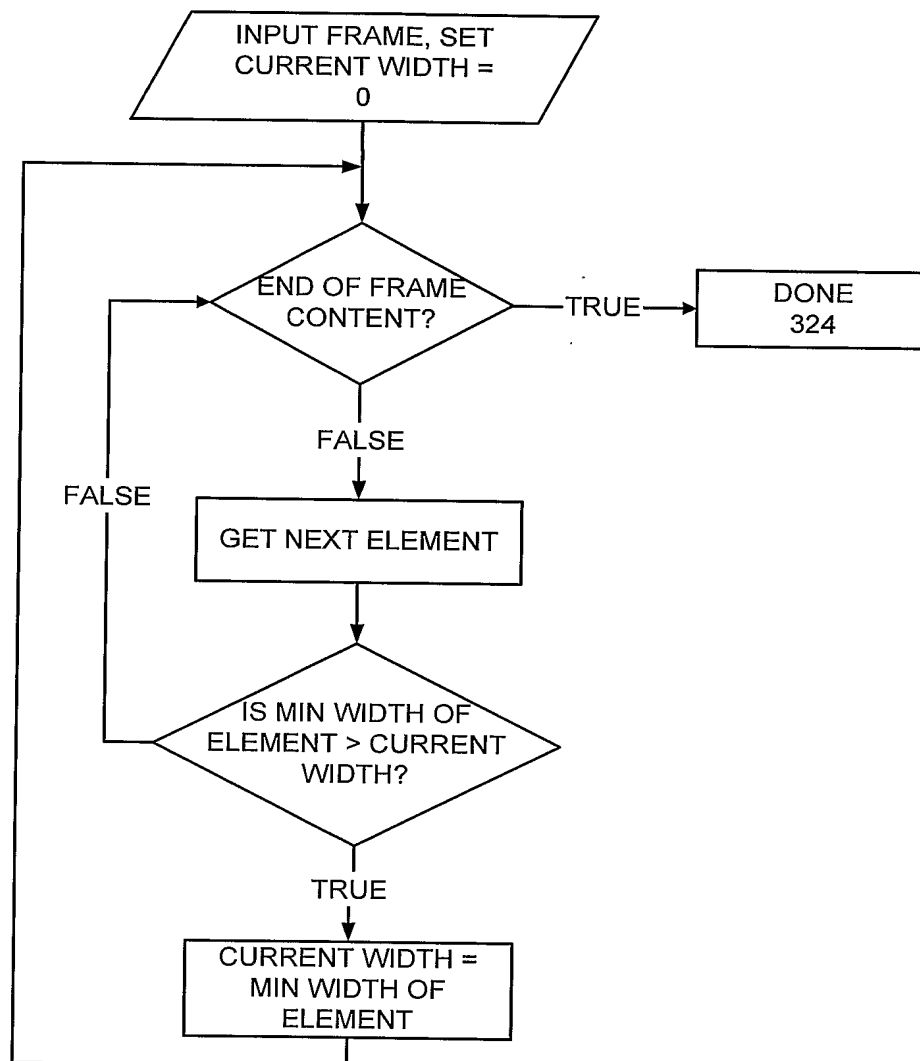 INPUT FRAME, SET
CURRENT WIDTH =
0
END OF FRAME
CONTENT?
TRUE
DONE
324
FALSE
FALSE
GET NEXT ELEMENT
IS MIN WIDTH OF
ELEMENT > CURRENT
WIDTH?
TRUE
CURRENT WIDTH =
MIN WIDTH OF
ELEMENT